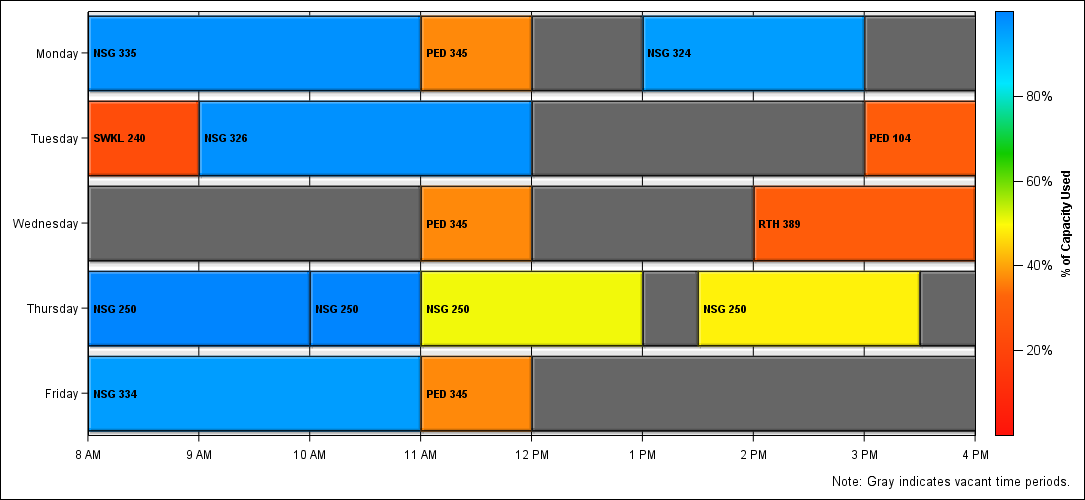 Monday
NSG 335
PED 345
NSG 324
Tuesday
SWKL 240
NSG 326
PED 104
Wednesday
PED 345
RTH 389
Thursday
NSG 250
NSG 250
NSG 250
NSG 250
Friday
NSG 334
PED 345
8 AM
9 AM
10 AM
11 AM
12 PM
1 PM
2 PM
3 PM
4 PM
80%
60%
40%
20%
% of Capacity Used
Note: Gray indicates vacant time periods.